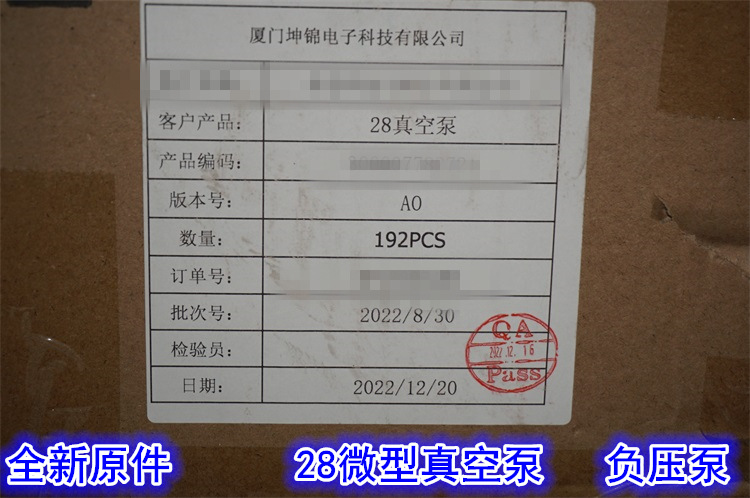 厦门坤锦电子科技有限公司
客户产品： 28真空泵
产品编码：
版本号： A0
数量： 192PCS
订单号：
批次号： 2022/8/30
检验员：
QA
2022.12.16
Pass
日期： 2022/12/20
全新原件 28微型真空泵 负压泵